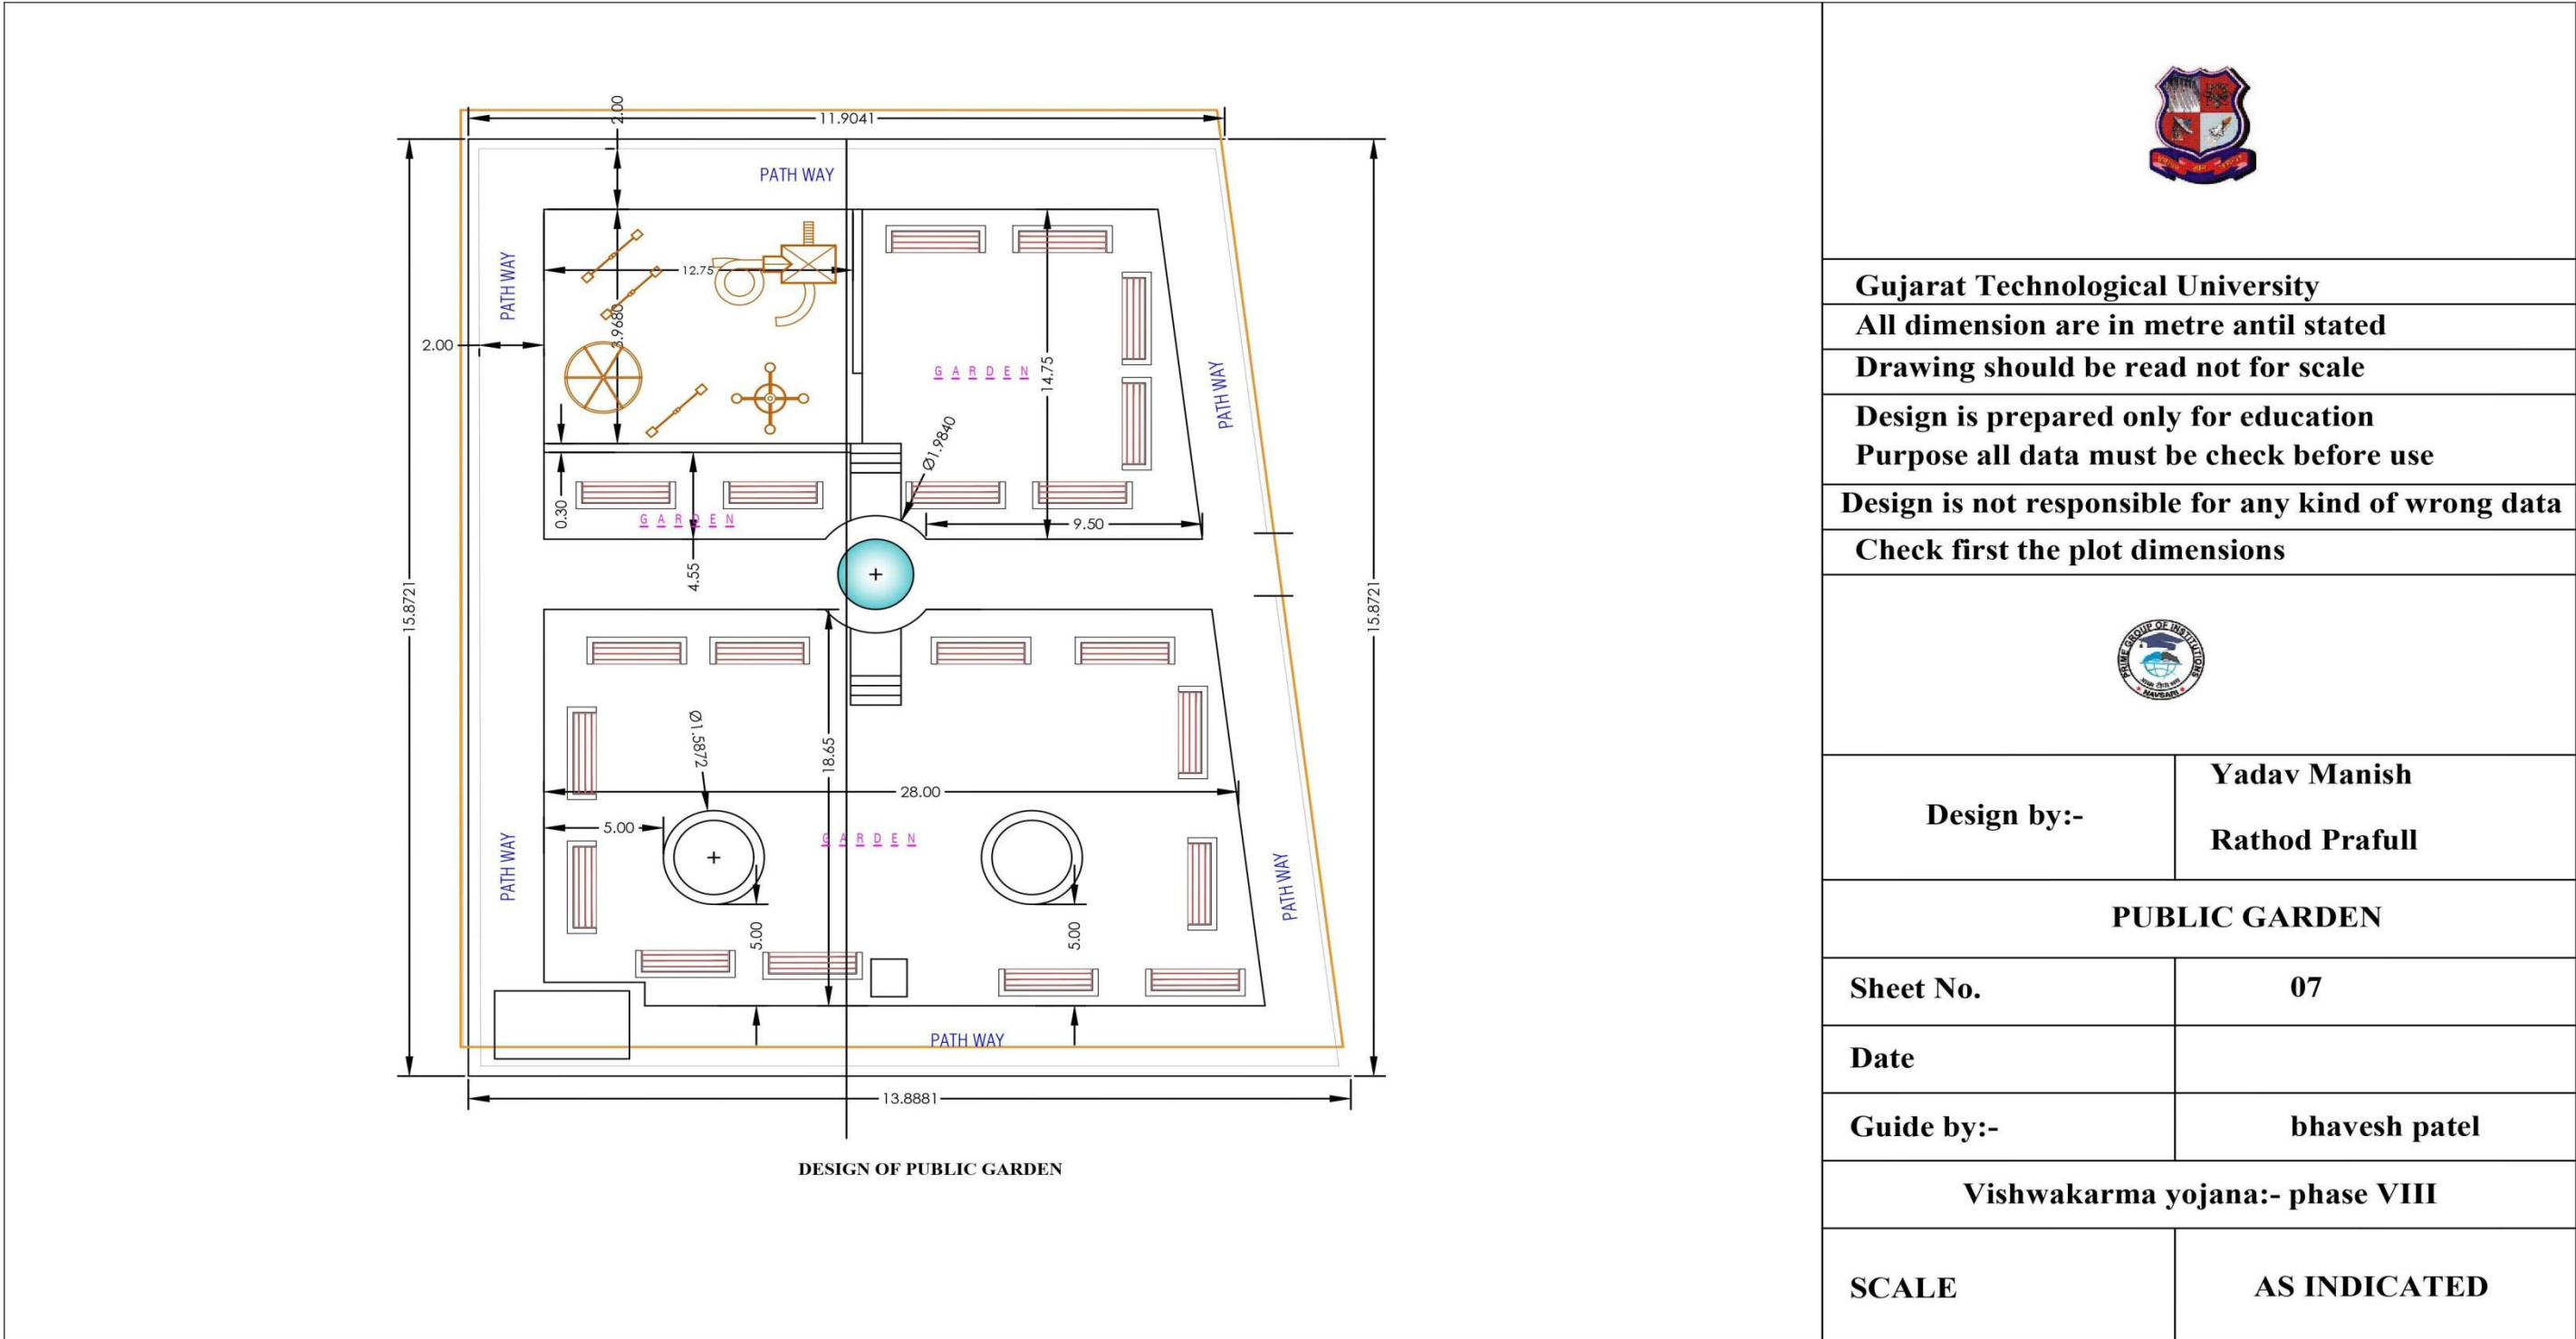 2.00
11.9041
PATH WAY
PATH WAY
12.75
3.9680
2.00
GARDEN
14.75
PATH WAY
Ø1.9840
0.30
GARDEN
9.50
4.55
15.8721
15.8721
Ø1.5872
18.65
28.00
5.00
GARDEN
PATH WAY
PATH WAY
5.00
5.00
PATH WAY
13.8881
DESIGN OF PUBLIC GARDEN
Gujarat Technological University
All dimension are in metre antil stated
Drawing should be read not for scale
Design is prepared only for education
Purpose all data must be check before use
Design is not responsible for any kind of wrong data
Check first the plot dimensions
PRIME GROUP OF INSTITUTIONS
NAVSARI
Design by:-
Yadav Manish
Rathod Prafull
PUBLIC GARDEN
Sheet No. 07
Date
Guide by:- bhavesh patel
Vishwakarma yojana:- phase VIII
SCALE AS INDICATED